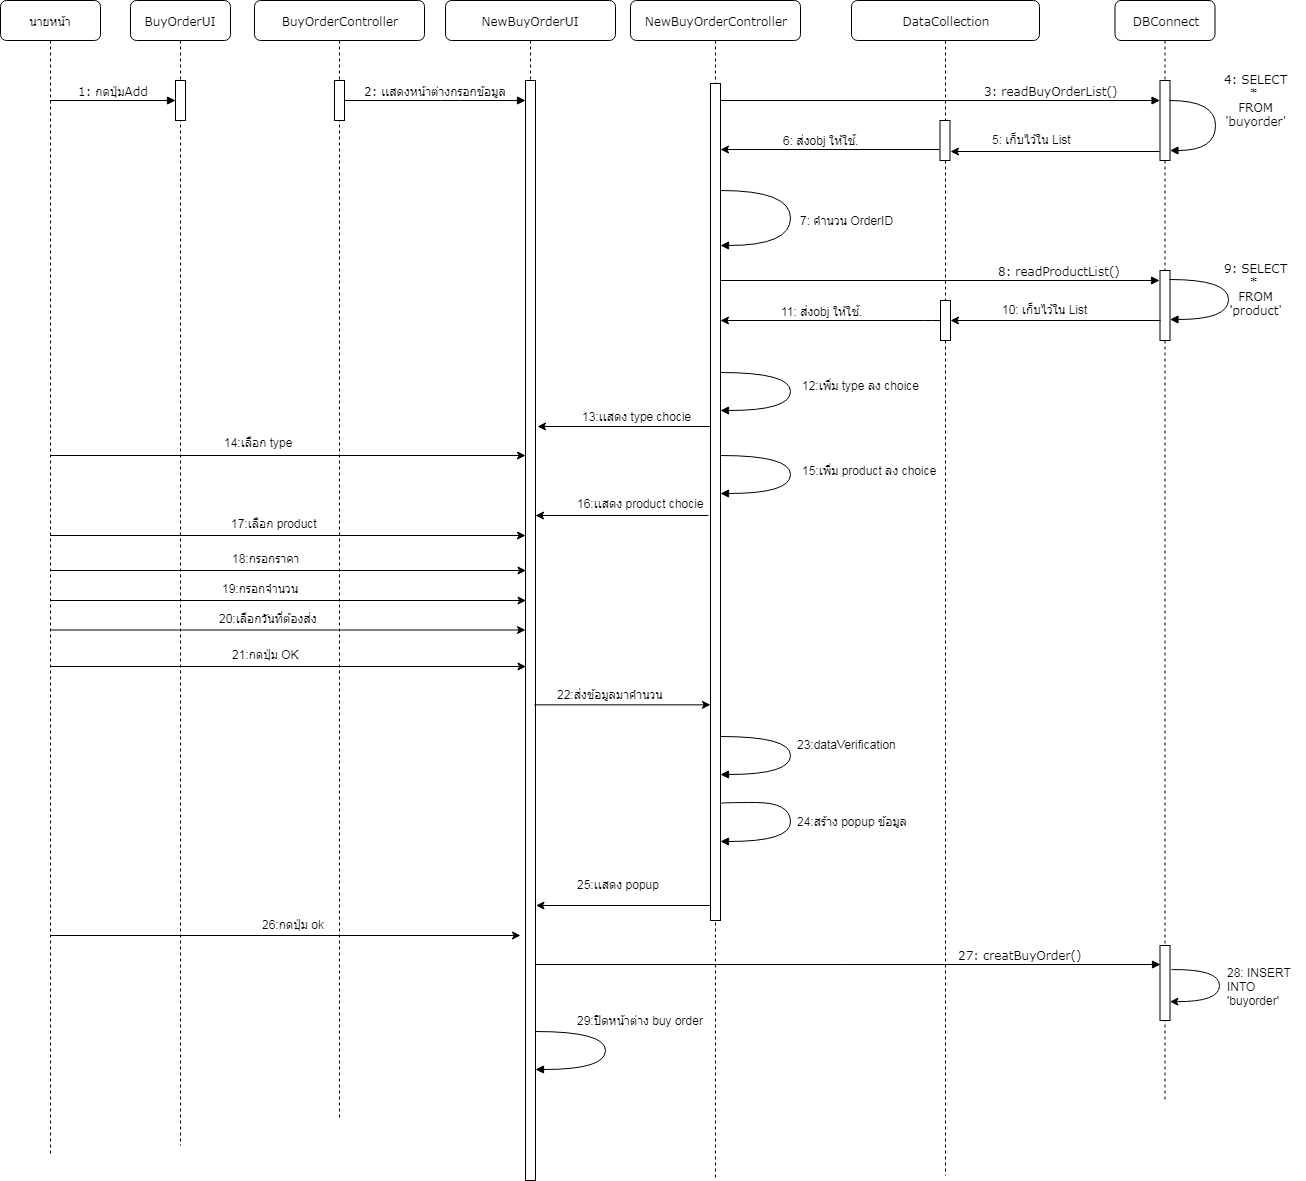 นายหน้า
BuyOrderUI
BuyOrderController
NewBuyOrderUI
NewBuyOrderController
DataCollection
DBConnect
1: กดปุ่มAdd
2: แสดงหน้าต่างกรอกข้อมูล
3: readBuyOrderList()
4: SELECT
*
FROM
'buyorder'
5: เก็บไว้ใน List
6: ส่งobj ให้ใช้.
7: คำนวน OrderID
8: readProductList()
9: SELECT
*
FROM
'product'
10: เก็บไว้ใน List
11: ส่งobj ให้ใช้.
12:เพิ่ม type ลง choice
13:แสดง type chocie
14:เลือก type
15:เพิ่ม product ลง choice
16:แสดง product chocie
17:เลือก product
18:กรอกราคา
19:กรอกจำนวน
20:เลือกวันที่ต้องส่ง
21:กดปุ่ม OK
22:ส่งข้อมูลมาคำนวน
23:dataVerification
24:สร้าง popup ข้อมูล
25:แสดง popup
26:กดปุ่ม ok
27: creatBuyOrder()
28: INSERT
INTO
'buyorder'
29:ปิดหน้าต่าง buy order